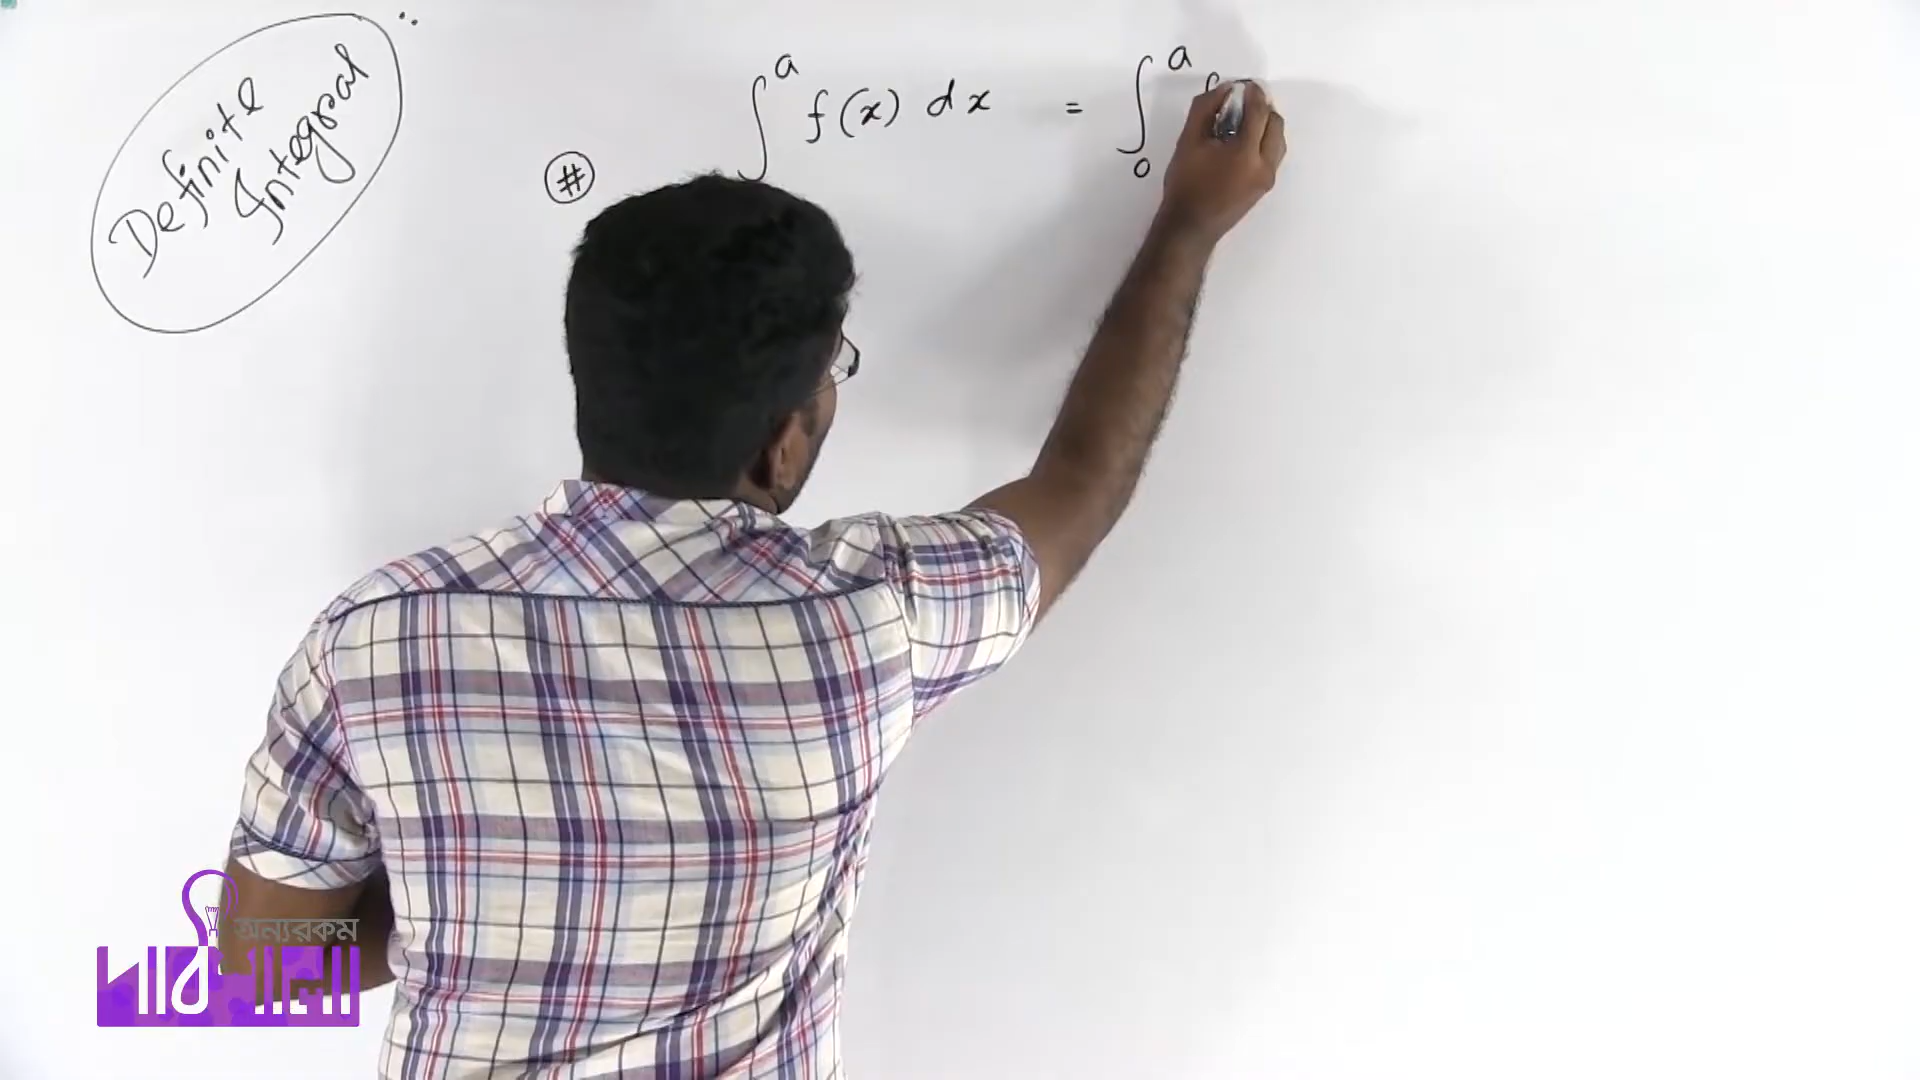 Definite
Integral
# ∫ᵃ f(x) dx = ∫₀ᵃ
অন্যরকম
পাঠশালা